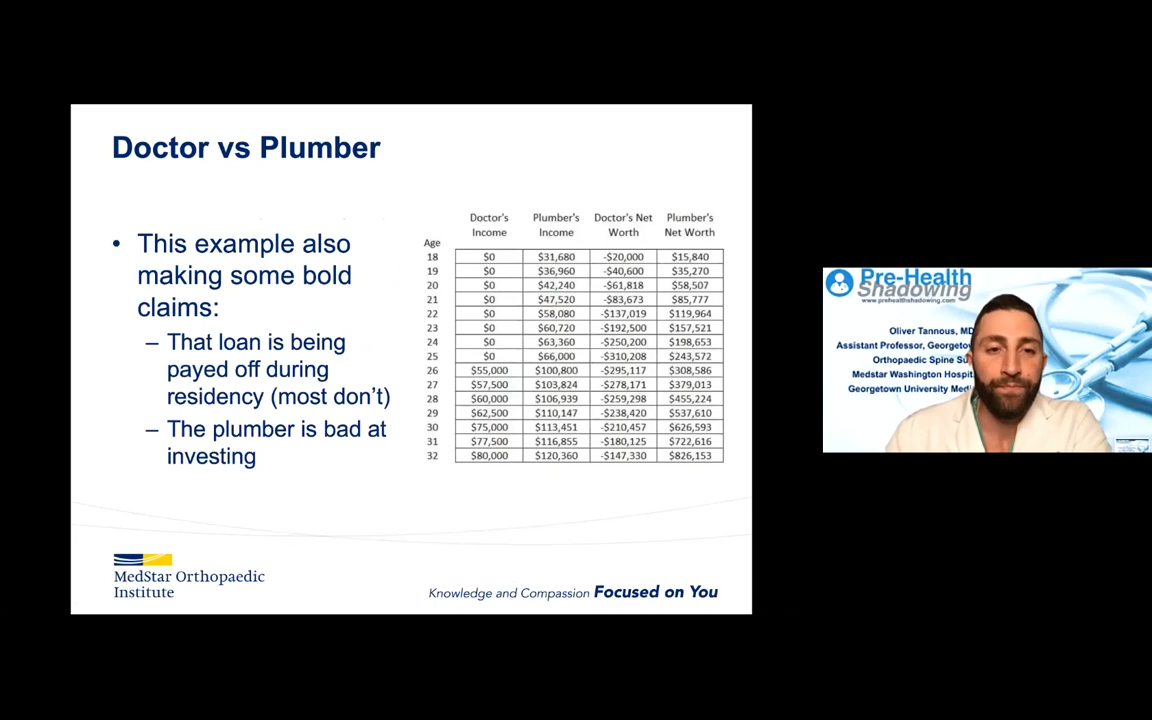 Doctor vs Plumber
• This example also
making some bold
claims:
– That loan is being
payed off during
residency (most don’t)
– The plumber is bad at
investing
Doctor's Plumber's Doctor's Net Plumber's
Income Income Worth Net Worth
Age
18 $0 $31,680 -$20,000 $15,840
19 $0 $36,960 -$40,600 $35,270
20 $0 $42,240 -$61,818 $58,507
21 $0 $47,520 -$83,673 $85,777
22 $0 $58,080 -$137,019 $119,964
23 $0 $60,720 -$192,500 $157,521
24 $0 $63,360 -$250,200 $198,653
25 $0 $66,000 -$310,208 $243,572
26 $55,000 $100,800 -$295,117 $308,586
27 $57,500 $103,824 -$278,171 $379,013
28 $60,000 $106,939 -$259,298 $455,224
29 $62,500 $110,147 -$238,420 $537,610
30 $75,000 $113,451 -$210,457 $626,593
31 $77,500 $116,855 -$180,125 $722,616
32 $80,000 $120,360 -$147,330 $826,153
MedStar Orthopaedic
Institute
Knowledge and Compassion Focused on You
Pre-Health
Shadowing
www.prehealthshadowing.com
Oliver Tannous, MD
Assistant Professor, Georgetow
Orthopaedic Spine Su
Medstar Washington Hospit
Georgetown University Med